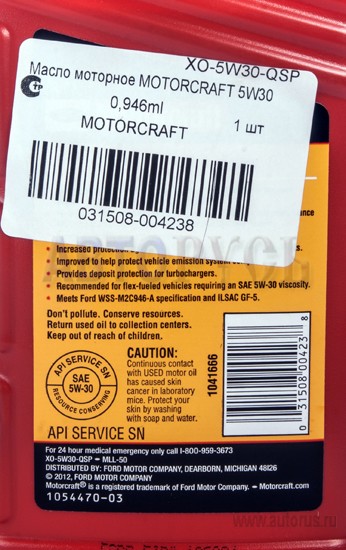 XO-5W30-QSP
Масло моторное MOTORCRAFT 5W30
0,946ml
1 шт
MOTORCRAFT
031508-004238
Increased protection
Improved to help protect vehicle emission system
Provides deposit protection for turbochargers.
Recommended for flex-fueled vehicles requiring an SAE 5W-30 viscosity.
Meets Ford WSS-M2C946-A specification and ILSAC GF-5.
Don't pollute. Conserve resources.
Return used oil to collection centers.
Keep out of reach of children.
API SERVICE SN
SAE
5W-30
RESOURCE CONSERVING
CAUTION:
Continuous contact
with USED motor oil
has caused skin
cancer in laboratory
mice. Protect your
skin by washing
with soap and water.
1041666
0 31508 00423 8
API SERVICE SN
For 24 hour medical emergency only call 1-800-959-3673
XO-5W30-QSP – MLL-50
DISTRIBUTED BY: FORD MOTOR COMPANY, DEARBORN, MICHIGAN 48126
© 2012, FORD MOTOR COMPANY
Motorcraft® is a registered trademark of Ford Motor Company. – Motorcraft.com
1054470-03
www.autorus.ru